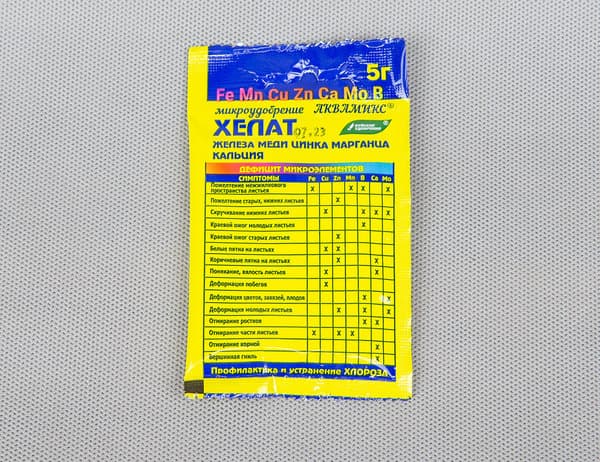 5г
Fe Mn Cu Zn Ca Mo B
микроудобрение АКВАМИКС®
ХЕЛАТ 07.23
БУЙСКИЕ УДОБРЕНИЯ ®
ЖЕЛЕЗА МЕДИ ЦИНКА МАРГАНЦА
КАЛЬЦИЯ
ДЕФИЦИТ МИКРОЭЛЕМЕНТОВ
СИМПТОМЫ Fe Cu Zn Mn B Ca Mo
Пожелтение межжилкового пространства листьев X X X X
Пожелтение старых, нижних листьев X
Скручивание нижних листьев X X X X
Краевой ожог молодых листьев X
Краевой ожог старых листьев X
Белые пятна на листьях X X
Коричневые пятна на листьях X X
Поникание, вялость листьев X X
Деформация побегов X
Деформация цветов, завязей, плодов X X
Деформация молодых листьев X X X
Отмирание ростков X X
Отмирание части листьев X X X X
Отмирание корней X
Вершинная гниль X
Профилактика и устранение ХЛОРОЗА